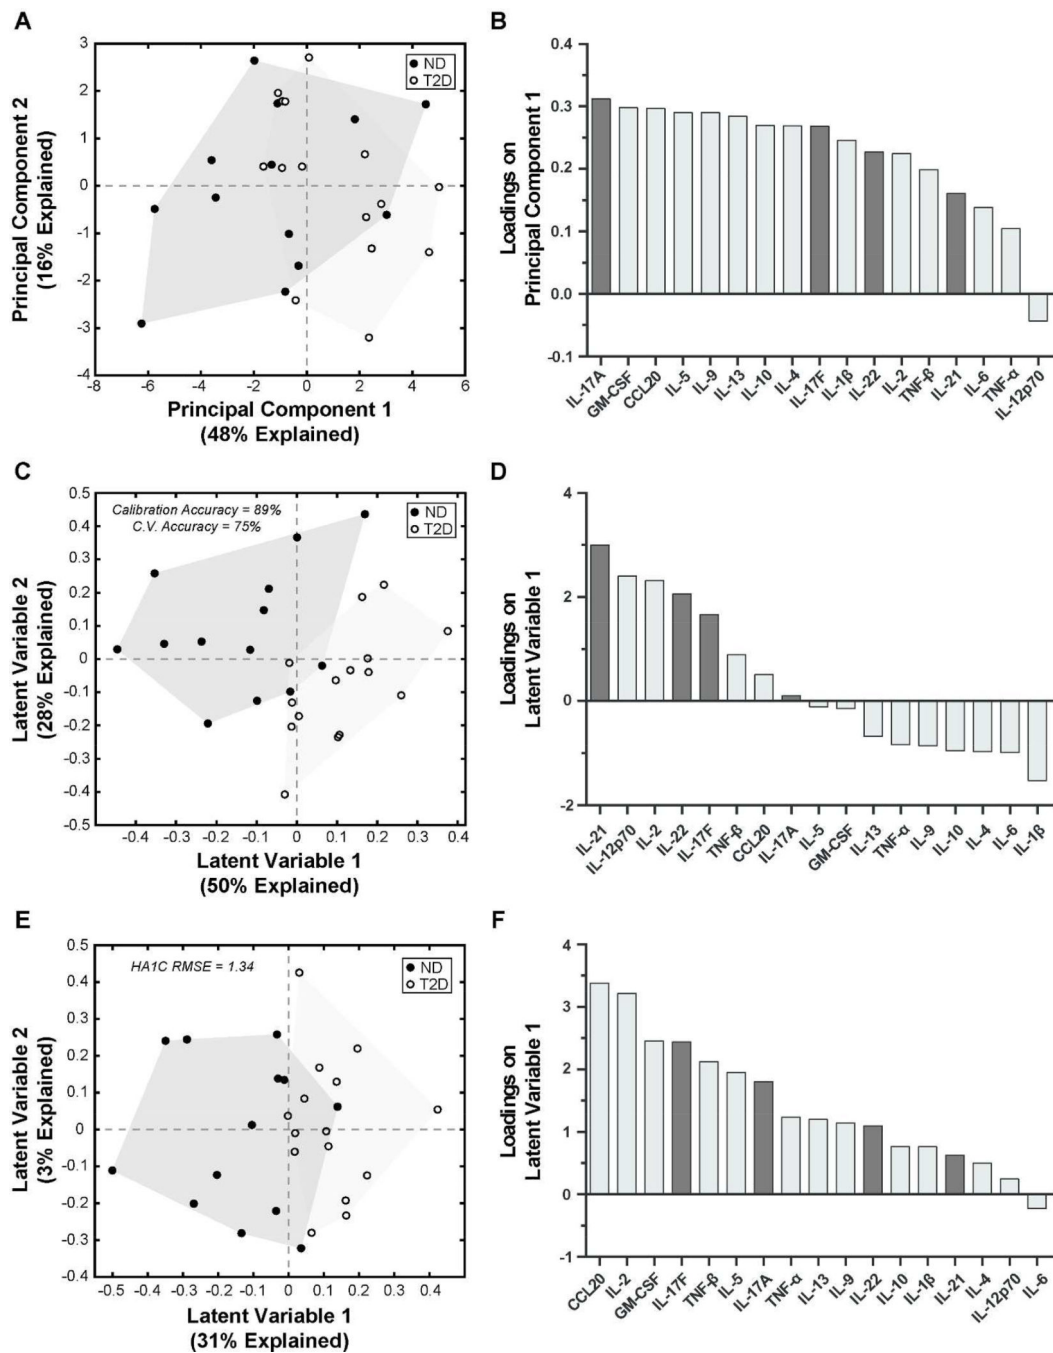 A
Principal Component 2
(16% Explained)
3
2
1
0
-1
-2
-3
-4
ND
T2D
-8
-6
-4
-2
0
2
4
6
Principal Component 1
(48% Explained)
B
Loadings on
Principal Component 1
0.4
0.3
0.2
0.1
0.0
-0.1
IL-17A
GM-CSF
CCL20
IL-5
IL-9
IL-13
IL-10
IL-4
IL-17F
IL-1β
IL-22
IL-2
TNF-β
IL-21
IL-6
TNF-α
IL-12p70
C
Latent Variable 2
(28% Explained)
0.5
0.4
0.3
0.2
0.1
0
-0.1
-0.2
-0.3
-0.4
-0.5
Calibration Accuracy = 89%
C.V. Accuracy = 75%
ND
T2D
-0.4
-0.3
-0.2
-0.1
0
0.1
0.2
0.3
0.4
Latent Variable 1
(50% Explained)
D
Loadings on
Latent Variable 1
4
2
0
-2
IL-21
IL-12p70
IL-2
IL-22
IL-17F
TNF-β
CCL20
IL-17A
IL-5
GM-CSF
IL-13
TNF-α
IL-9
IL-10
IL-4
IL-6
IL-1β
E
Latent Variable 2
(3% Explained)
0.5
0.4
0.3
0.2
0.1
0
-0.1
-0.2
-0.3
-0.4
HA1C RMSE = 1.34
ND
T2D
-0.5
-0.4
-0.3
-0.2
-0.1
0
0.1
0.2
0.3
0.4
Latent Variable 1
(31% Explained)
F
Loadings on
Latent Variable 1
4
3
2
1
0
-1
CCL20
IL-2
GM-CSF
IL-17F
TNF-β
IL-5
IL-17A
TNF-α
IL-13
IL-9
IL-22
IL-10
IL-1β
IL-21
IL-4
IL-12p70
IL-6